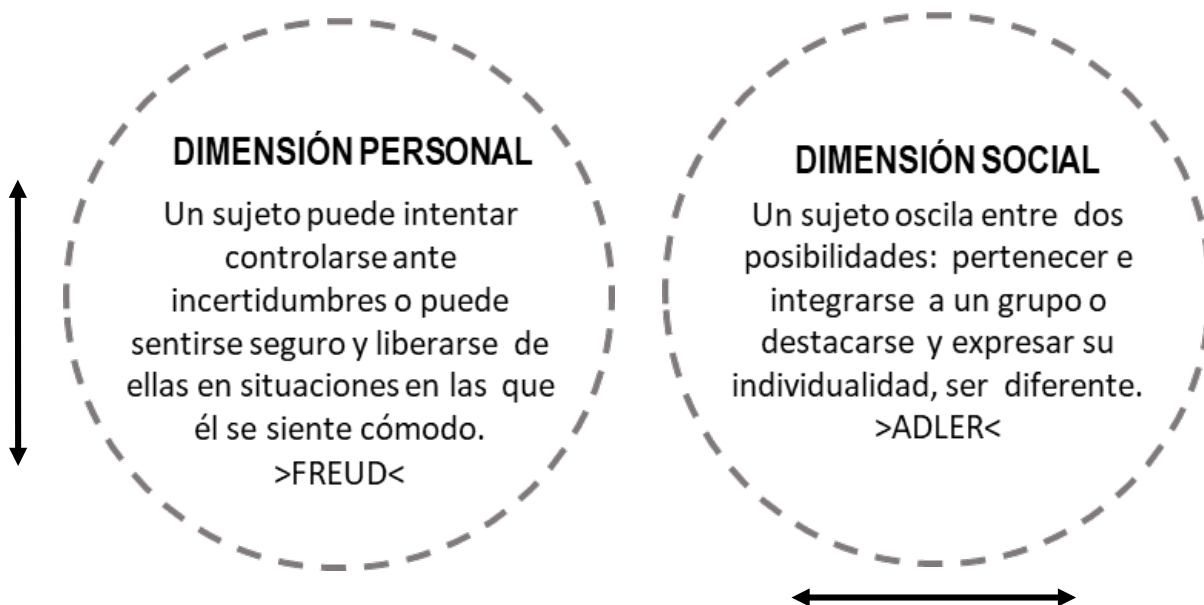 DIMENSIÓN PERSONAL
Un sujeto puede intentar
controlarse ante
incertidumbres o puede
sentirse seguro y liberarse de
ellas en situaciones en las que
él se siente cómodo.
>FREUD<
DIMENSIÓN SOCIAL
Un sujeto oscila entre dos
posibilidades: pertenecer e
integrarse a un grupo o
destacarse y expresar su
individualidad, ser diferente.
>ADLER<